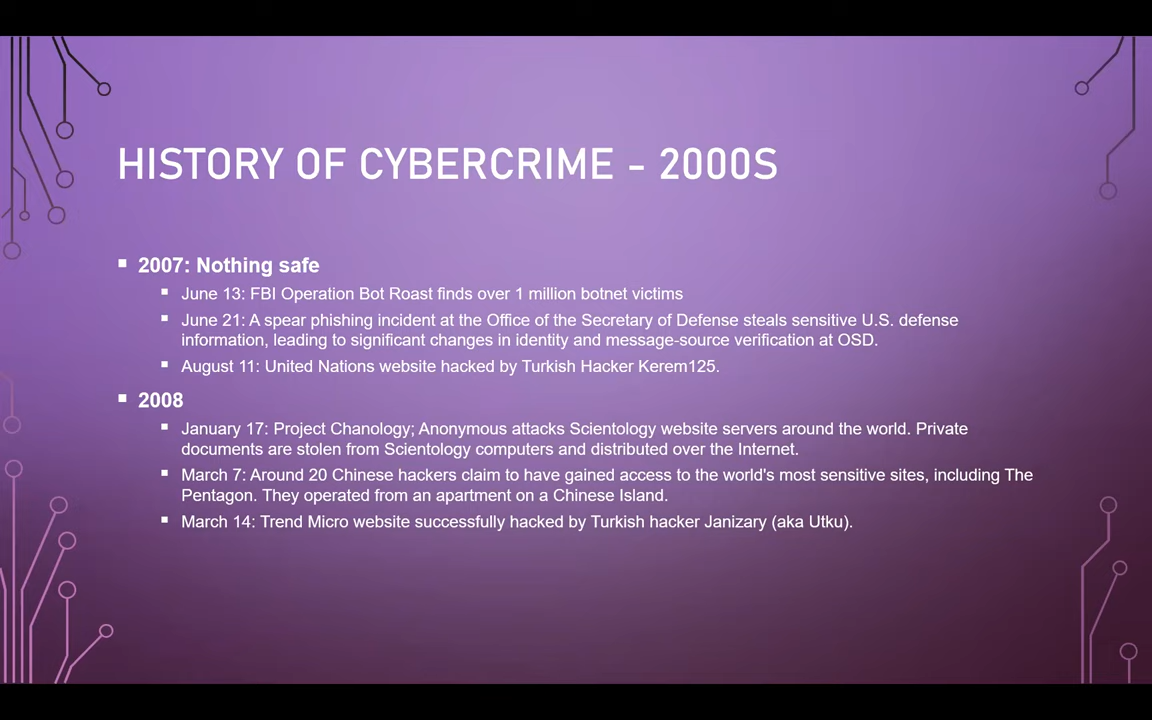 HISTORY OF CYBERCRIME - 2000S
2007: Nothing safe
June 13: FBI Operation Bot Roast finds over 1 million botnet victims
June 21: A spear phishing incident at the Office of the Secretary of Defense steals sensitive U.S. defense
information, leading to significant changes in identity and message-source verification at OSD.
August 11: United Nations website hacked by Turkish Hacker Kerem125.
2008
January 17: Project Chanology; Anonymous attacks Scientology website servers around the world. Private
documents are stolen from Scientology computers and distributed over the Internet.
March 7: Around 20 Chinese hackers claim to have gained access to the world's most sensitive sites, including The
Pentagon. They operated from an apartment on a Chinese Island.
March 14: Trend Micro website successfully hacked by Turkish hacker Janizary (aka Utku).